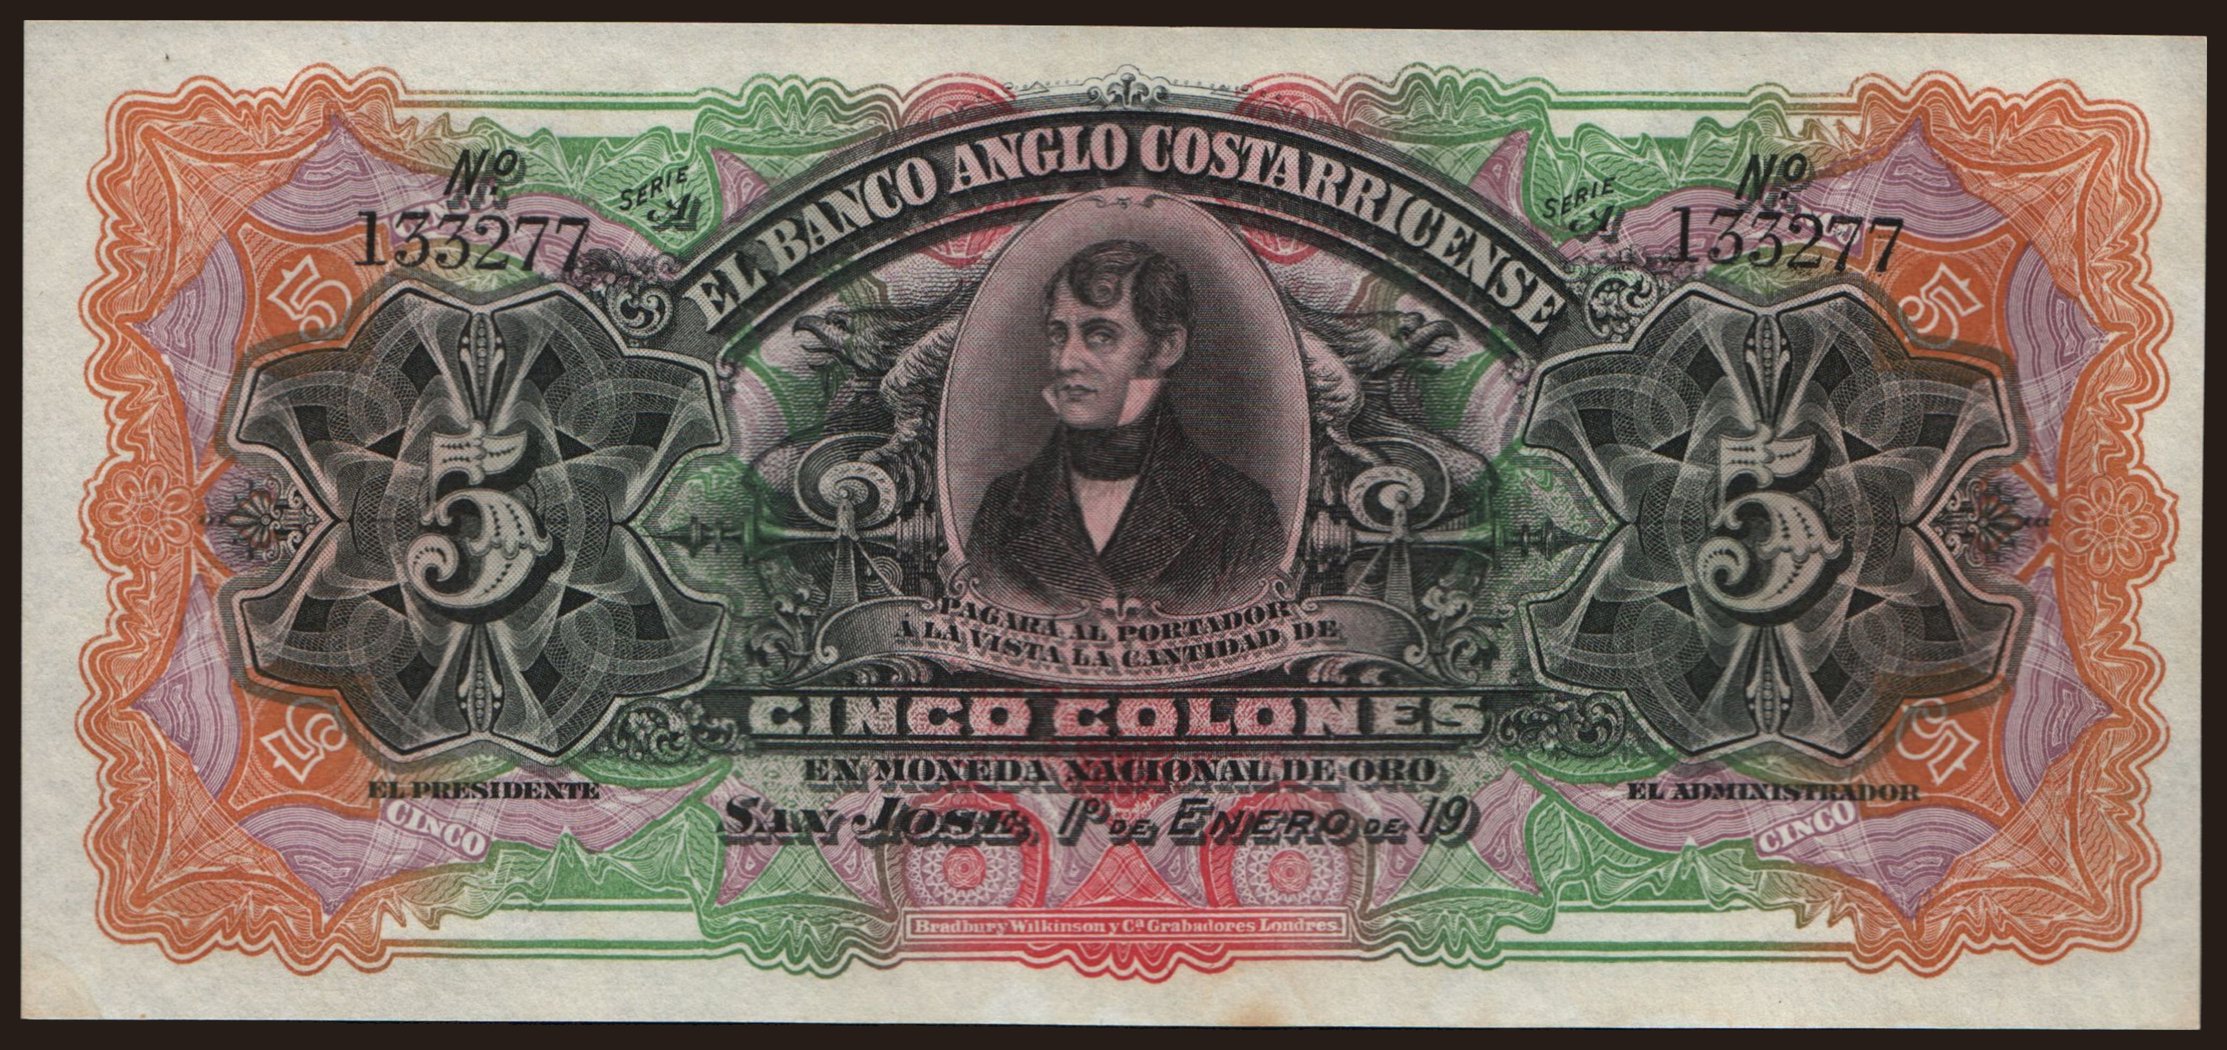 Nº 133277
SERIE A
SERIE A
Nº 133277
EL BANCO ANGLO COSTARRICENSE
5
5
5
5
5
5
PAGARA AL PORTADOR
A LA VISTA LA CANTIDAD DE
CINCO COLONES
EN MONEDA NACIONAL DE ORO
EL PRESIDENTE
EL ADMINISTRADOR
CINCO
CINCO
SAN JOSE, 1º DE ENERO DE 19
Bradbury Wilkinson y Cª Grabadores Londres.